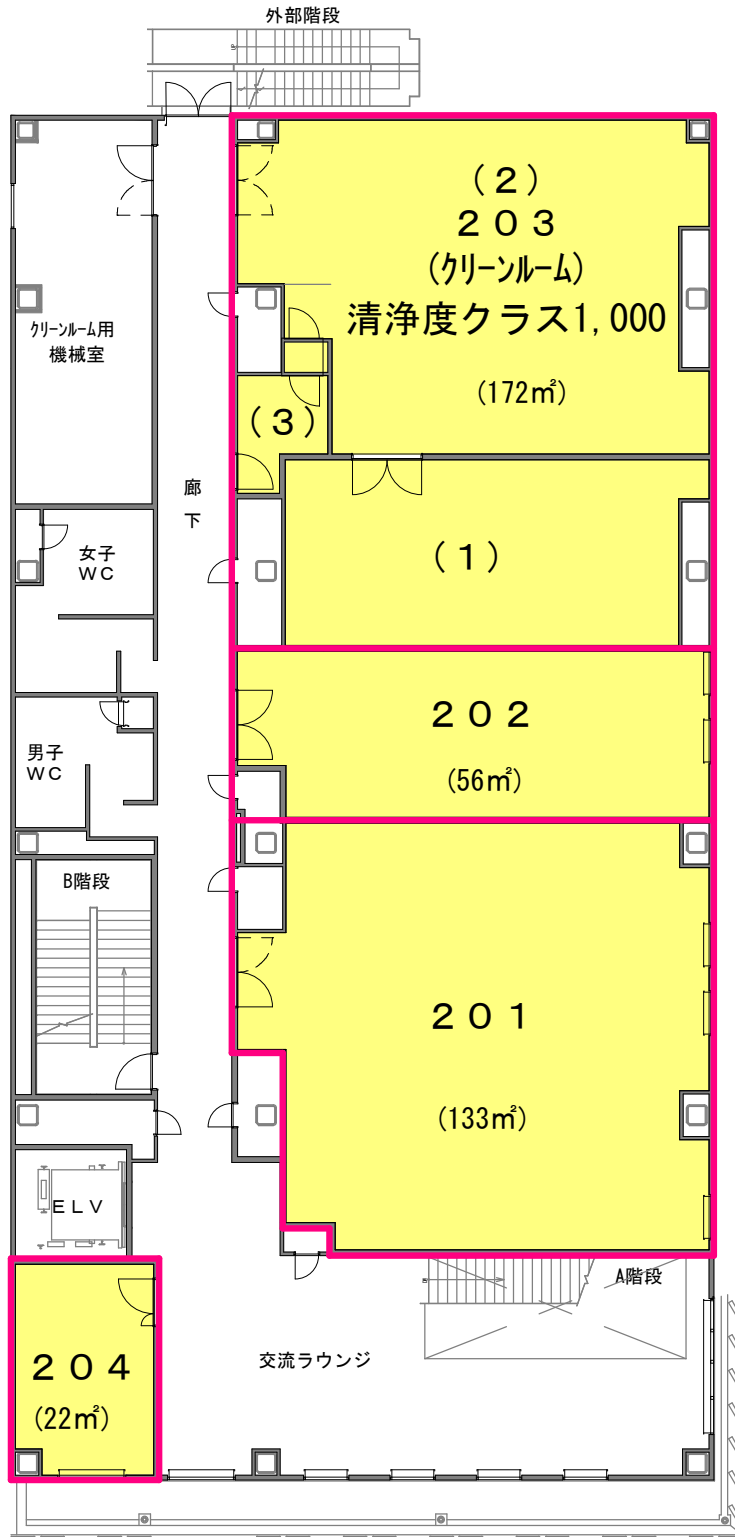 外部階段
(2)
203
(クリーンルーム)
清浄度クラス1,000
(172㎡)
クリーンルーム用
機械室
(3)
廊
下
(1)
女子
WC
202
(56㎡)
男子
WC
B階段
201
(133㎡)
ELV
A階段
交流ラウンジ
204
(22㎡)